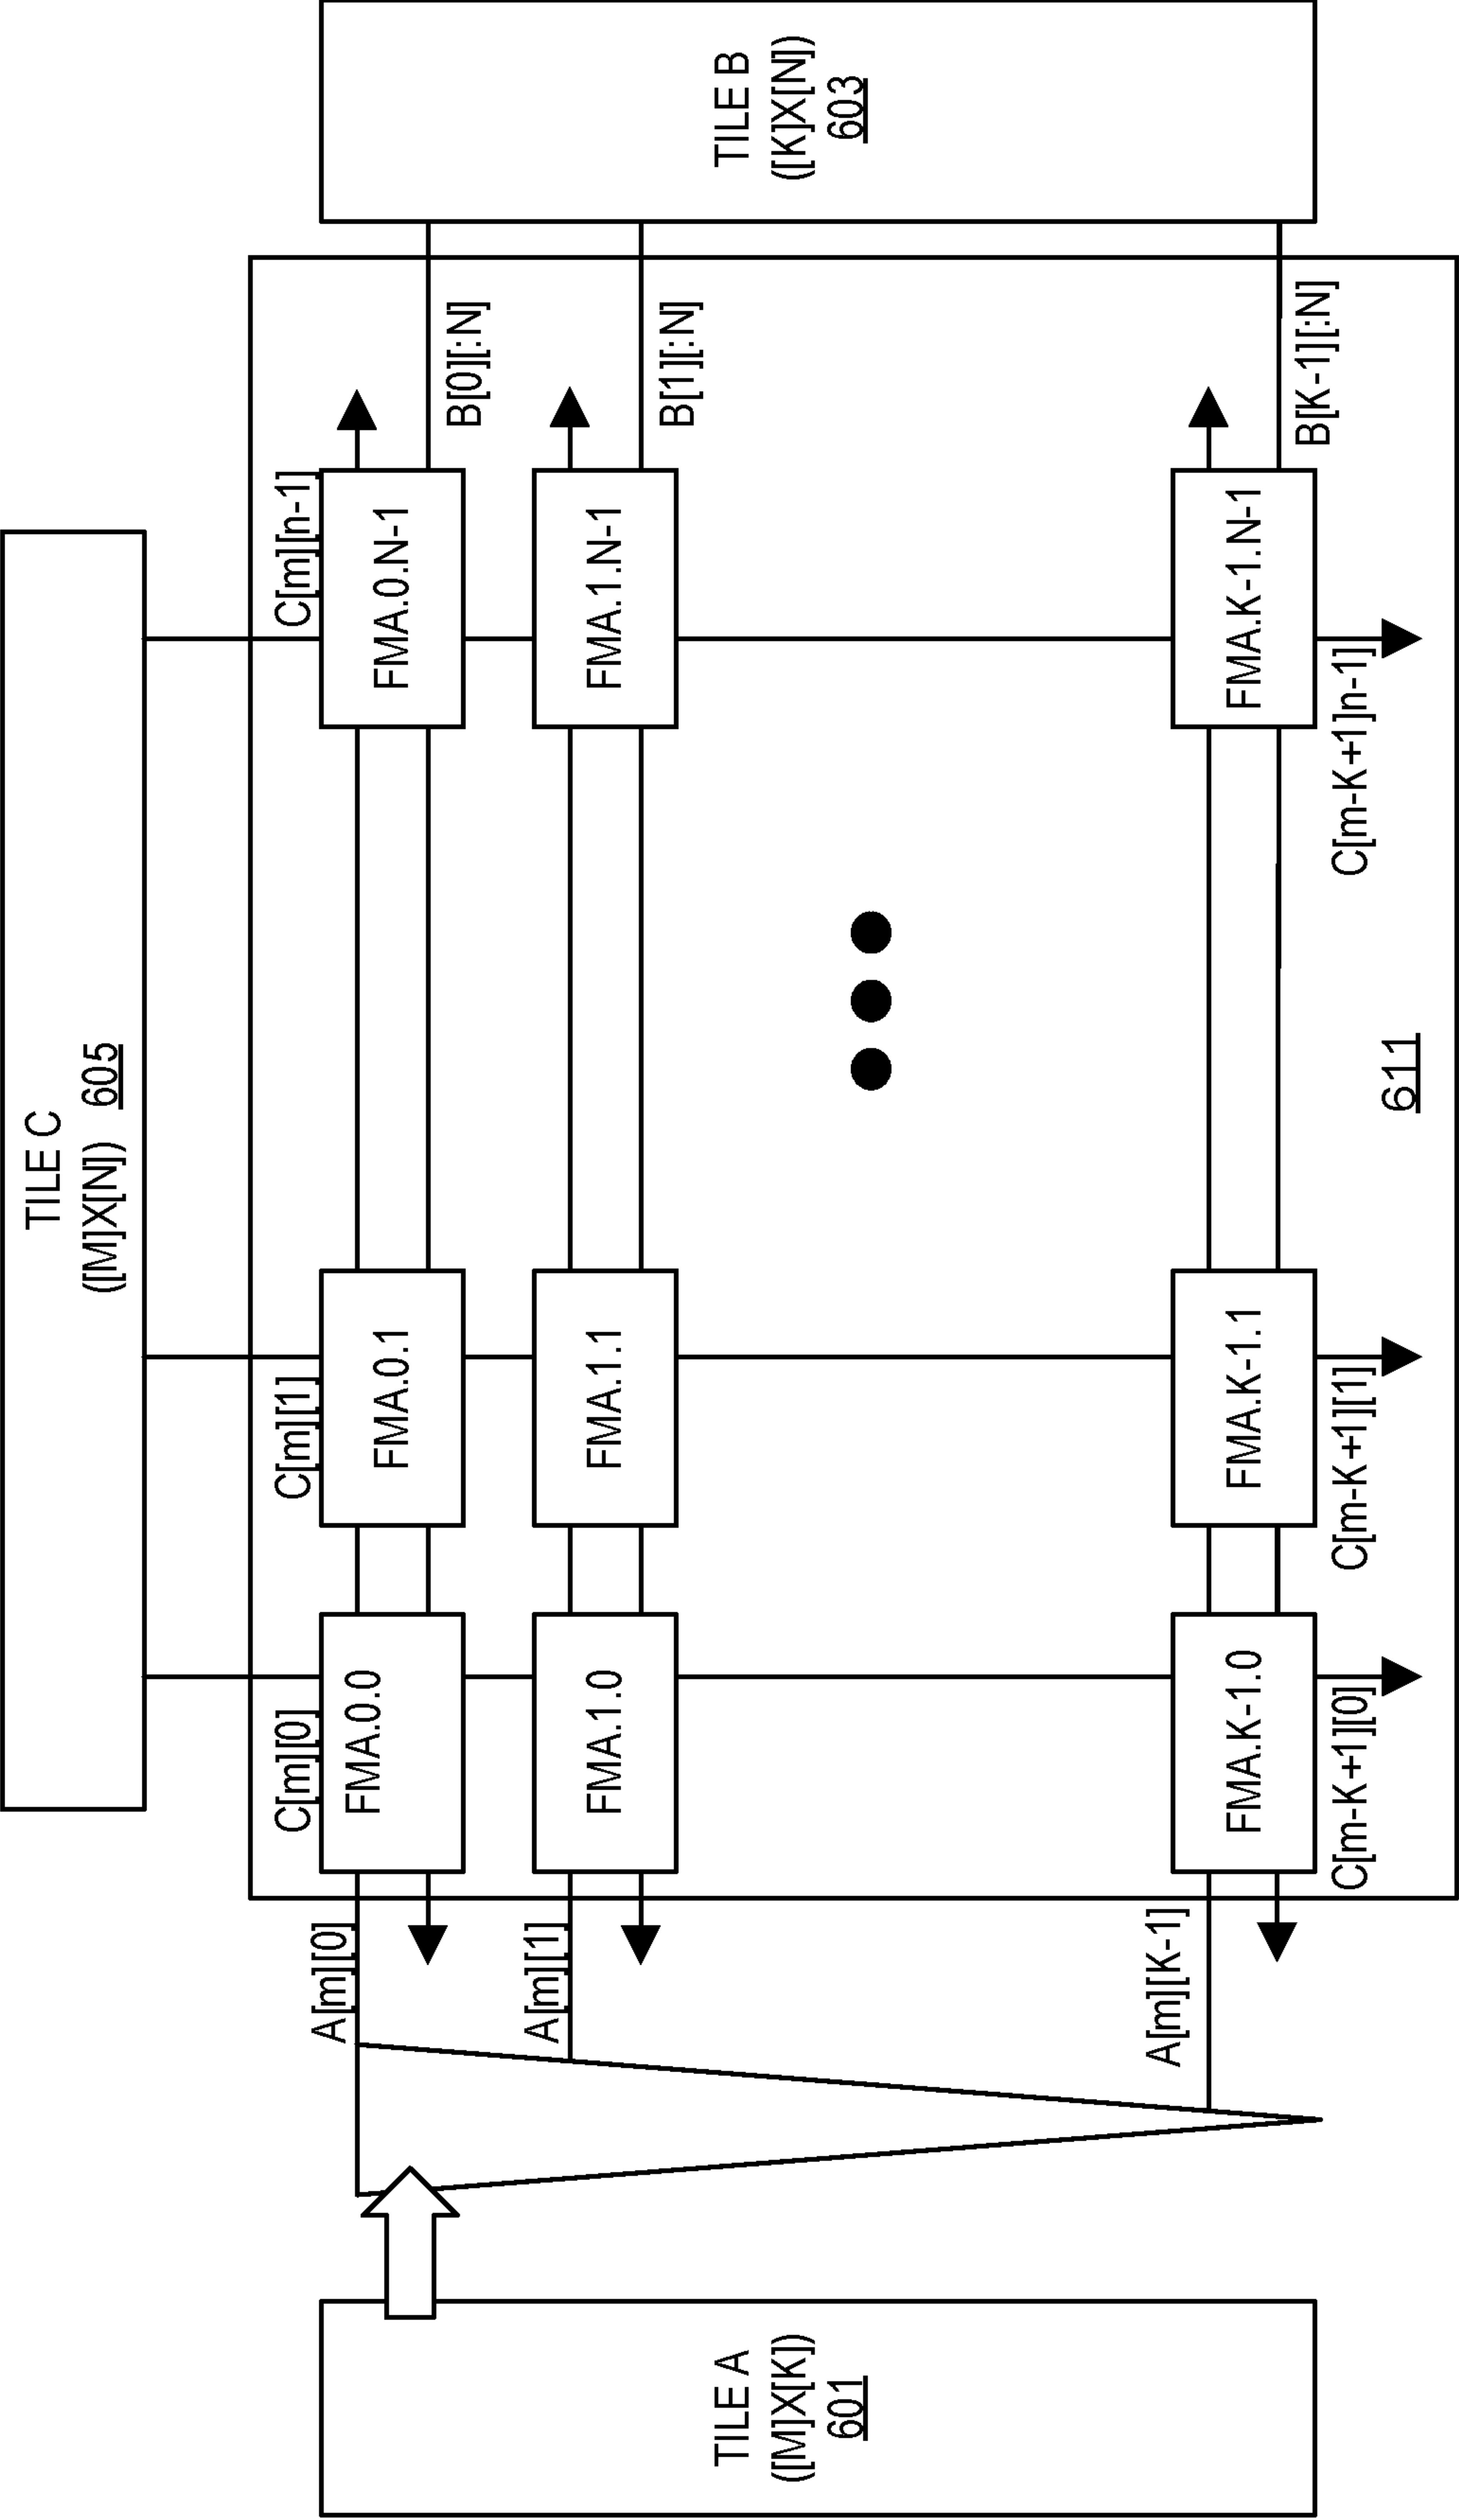 TILE C
([M]X[N]) 605
C[m][0]
C[m][1]
C[m][n-1]
A[m][0]
FMA.0.0
FMA.0.1
FMA.0.N-1
B[0][:N]
A[m][1]
FMA.1.0
FMA.1.1
FMA.1.N-1
B[1][:N]
TILE A
([M]X[K])
601
TILE B
([K]X[N])
603
A[m][K-1]
FMA.K-1.0
FMA.K-1.1
FMA.K-1.N-1
B[K-1][:N]
C[m-K+1][0]
C[m-K+1][1]
C[m-K+1]n-1]
611